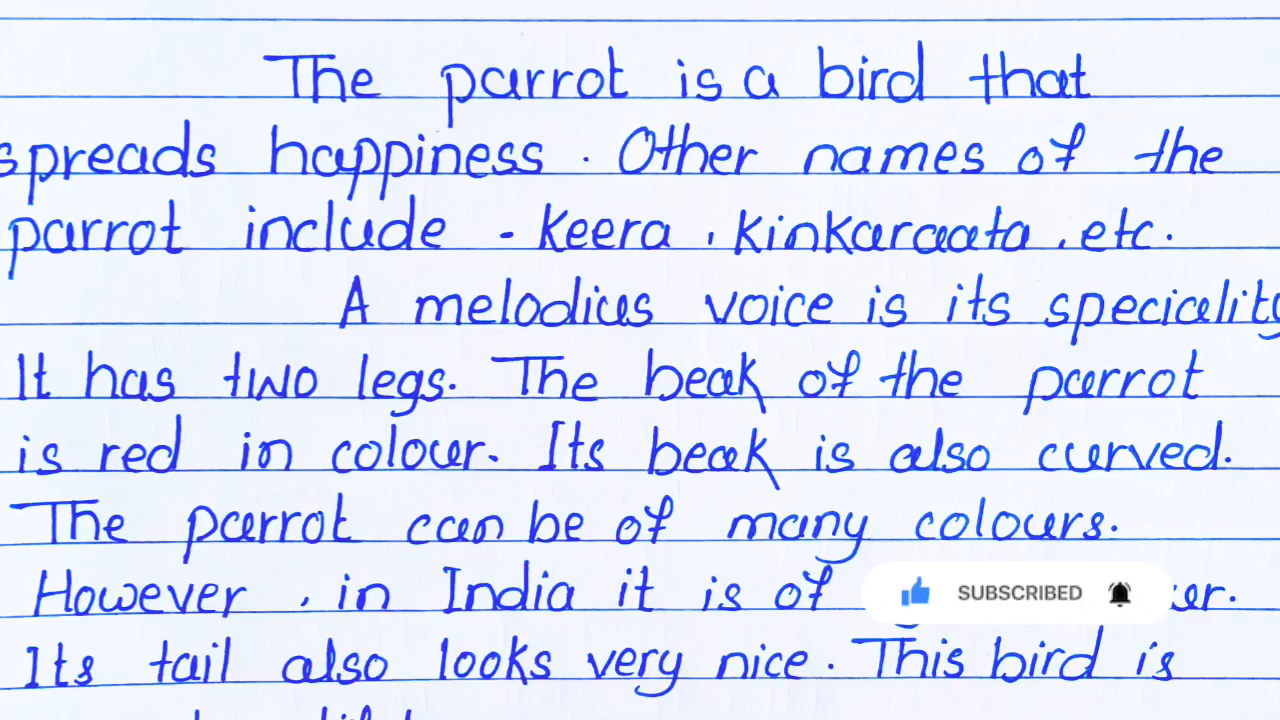 The parrot is a bird that
spreads happiness. Other names of the
parrot include - Keera, Kinkaraata, etc.
A melodius voice is its speciality
It has two legs. The beak of the parrot
is red in colour. Its beak is also curved.
The parrot can be of many colours.
However, in India it is of
SUBSCRIBED
Its tail also looks very nice. This bird is